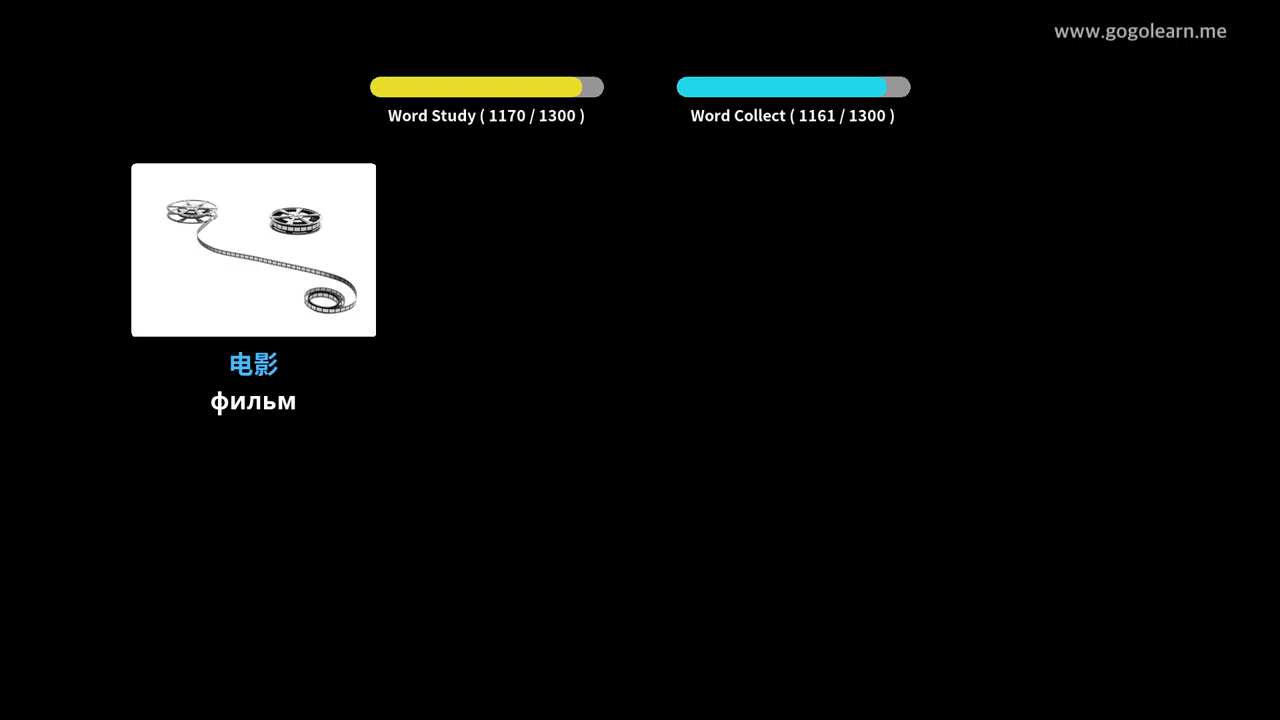 www.gogolearn.me
Word Study ( 1170 / 1300 )
Word Collect ( 1161 / 1300 )
电影
фильм